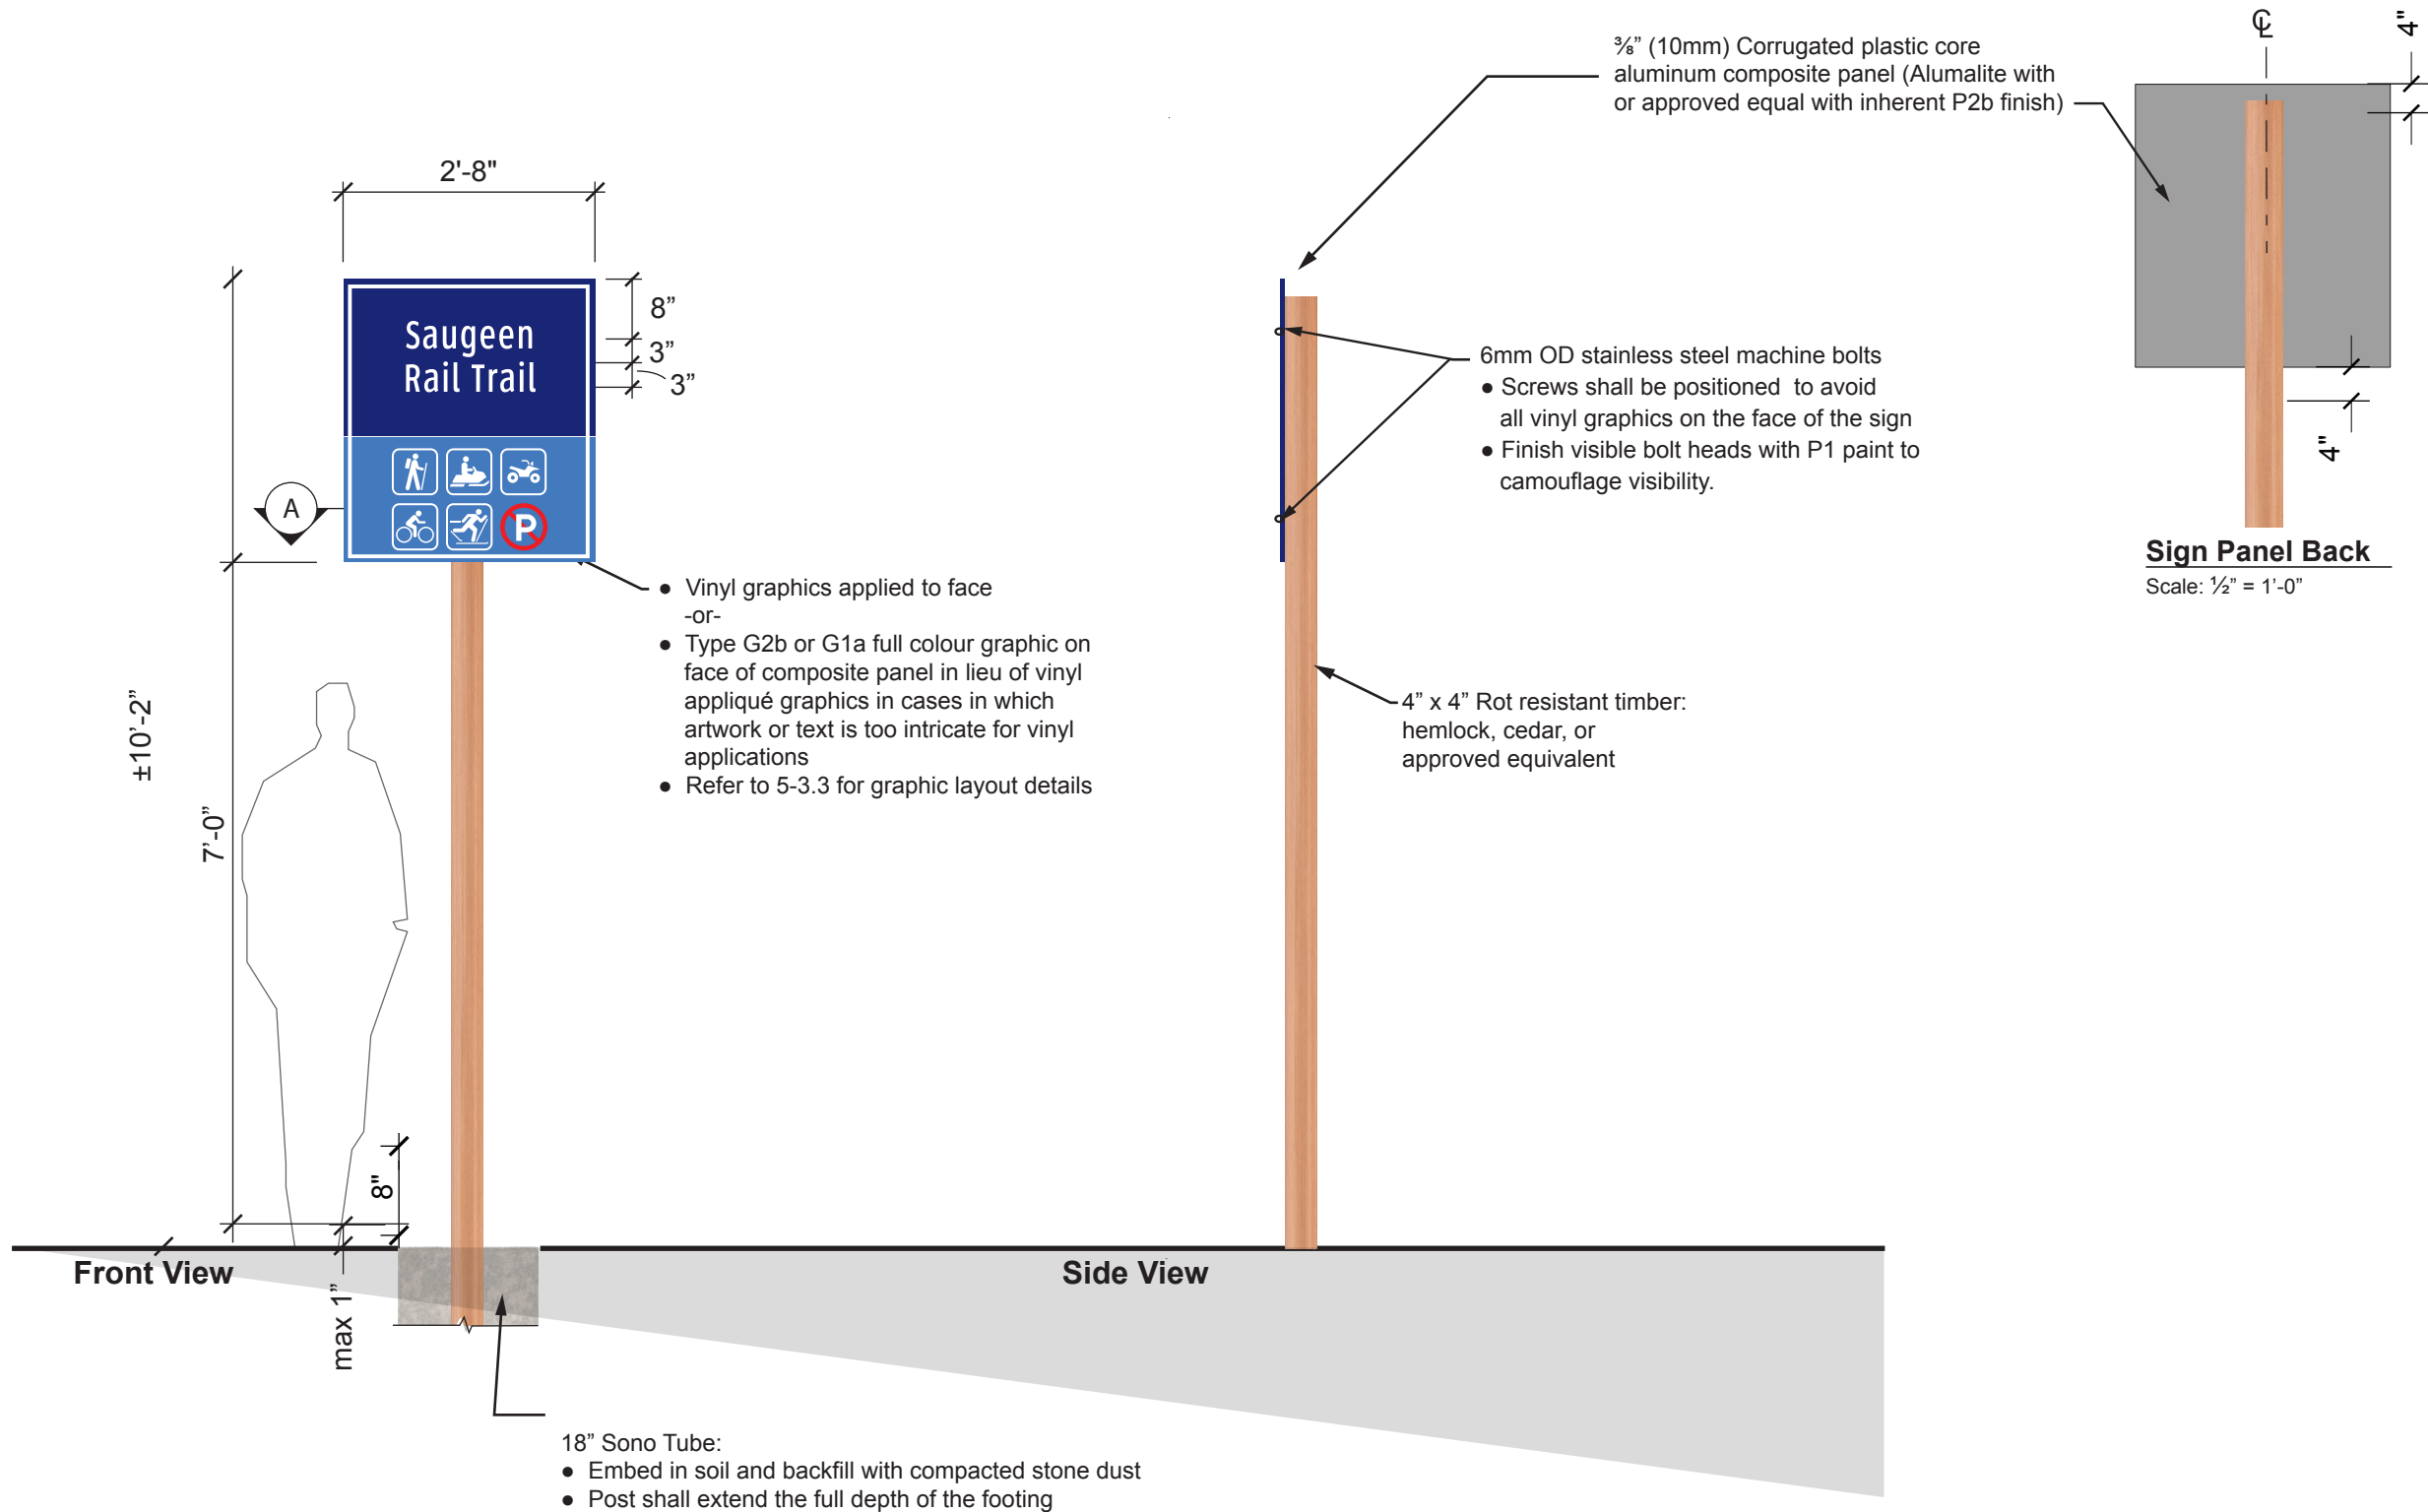 ⅜” (10mm) Corrugated plastic core
aluminum composite panel (Alumalite with
or approved equal with inherent P2b finish)
℄
4"
2'-8"
8”
3”
3”
Saugeen
Rail Trail
P
A
6mm OD stainless steel machine bolts
● Screws shall be positioned to avoid
all vinyl graphics on the face of the sign
● Finish visible bolt heads with P1 paint to
camouflage visibility.
4"
Sign Panel Back
Scale: ½” = 1’-0”
● Vinyl graphics applied to face
-or-
● Type G2b or G1a full colour graphic on
face of composite panel in lieu of vinyl
appliqué graphics in cases in which
artwork or text is too intricate for vinyl
applications
● Refer to 5-3.3 for graphic layout details
4” x 4” Rot resistant timber:
hemlock, cedar, or
approved equivalent
±10’-2”
7’-0”
8"
max 1”
Front View
Side View
18” Sono Tube:
● Embed in soil and backfill with compacted stone dust
● Post shall extend the full depth of the footing